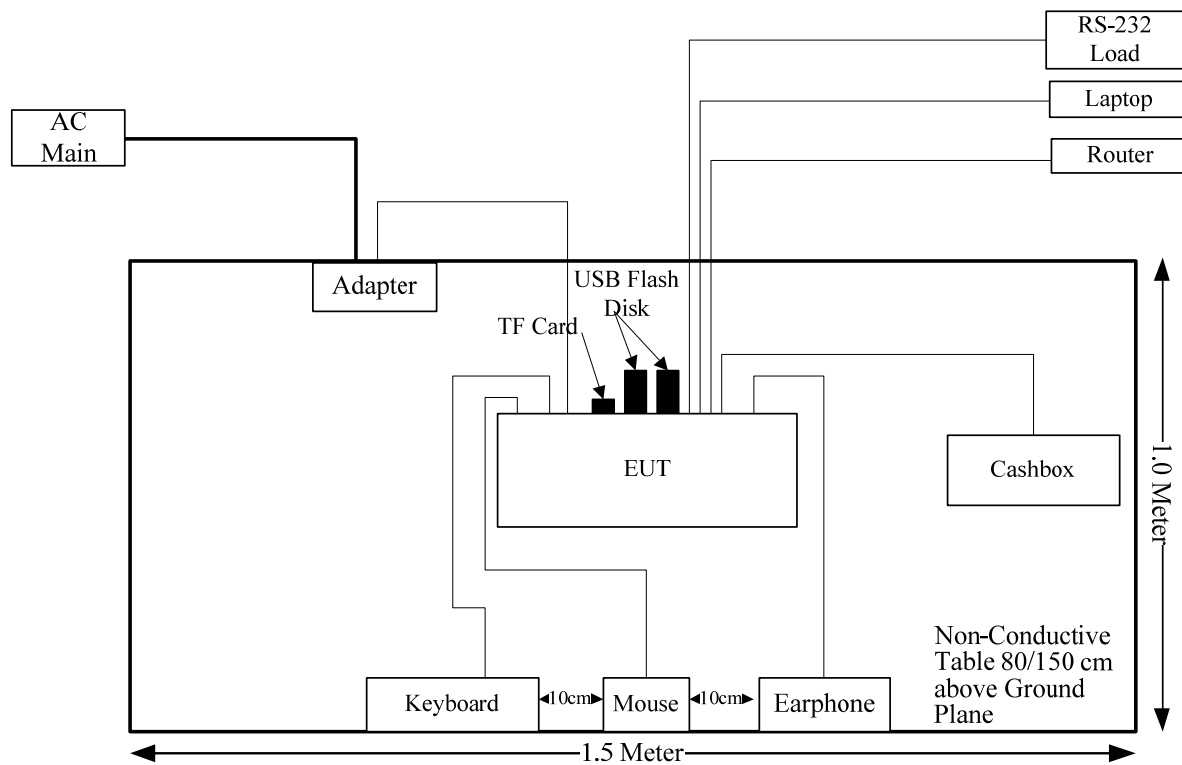 RS-232
Load
Laptop
Router
AC
Main
Adapter
USB Flash
Disk
TF Card
EUT
Cashbox
1.0 Meter
Non-Conductive
Table 80/150 cm
above Ground
Plane
Keyboard
10cm
Mouse
10cm
Earphone
1.5 Meter